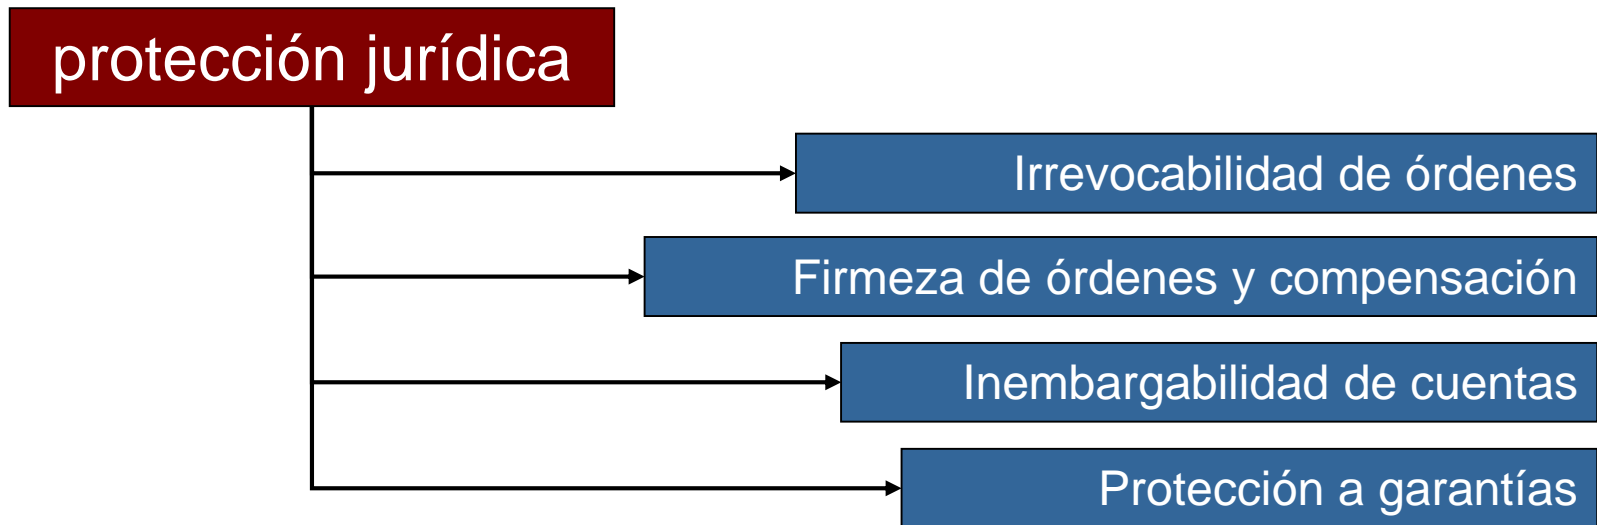 protección jurídica
Irrevocabilidad de órdenes
Firmeza de órdenes y compensación
Inembargabilidad de cuentas
Protección a garantías